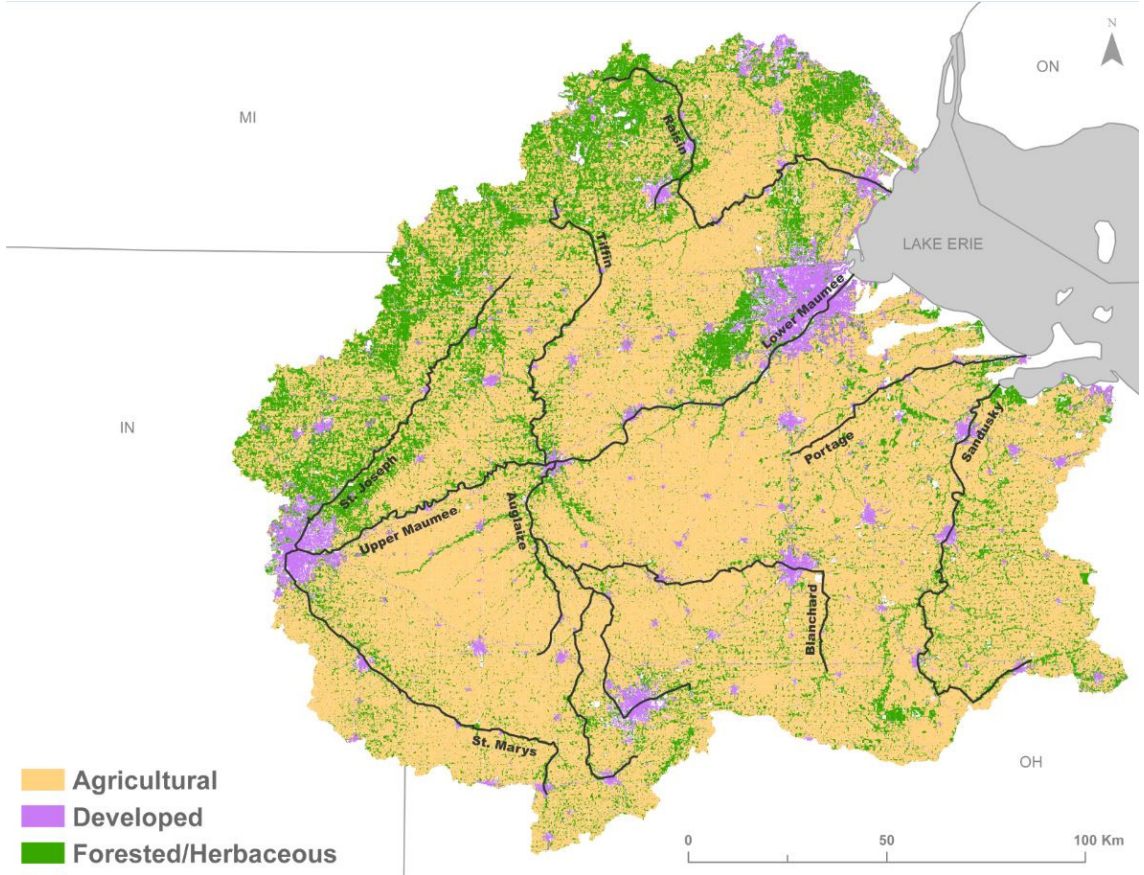 N
ON
MI
Raisin
LAKE ERIE
Tiffin
Lower Maumee
IN
Portage
Sandusky
St. Joseph
Upper Maumee
Auglaize
Blanchard
St. Marys
OH
Agricultural
Developed
Forested/Herbaceous
0 50 100 Km